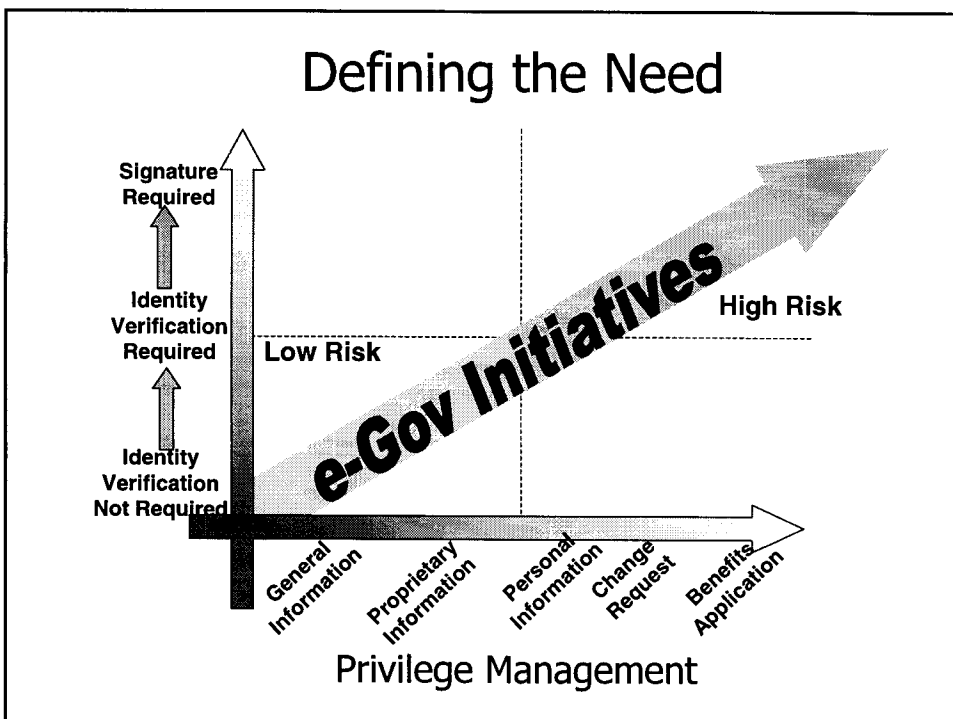 Defining the Need
Signature
Required
Identity
Verification
Required
Identity
Verification
Not Required
Low Risk
High Risk
e-Gov Initiatives
General
Information
Proprietary
Information
Personal
Information
Change
Request
Benefits
Application
Privilege Management